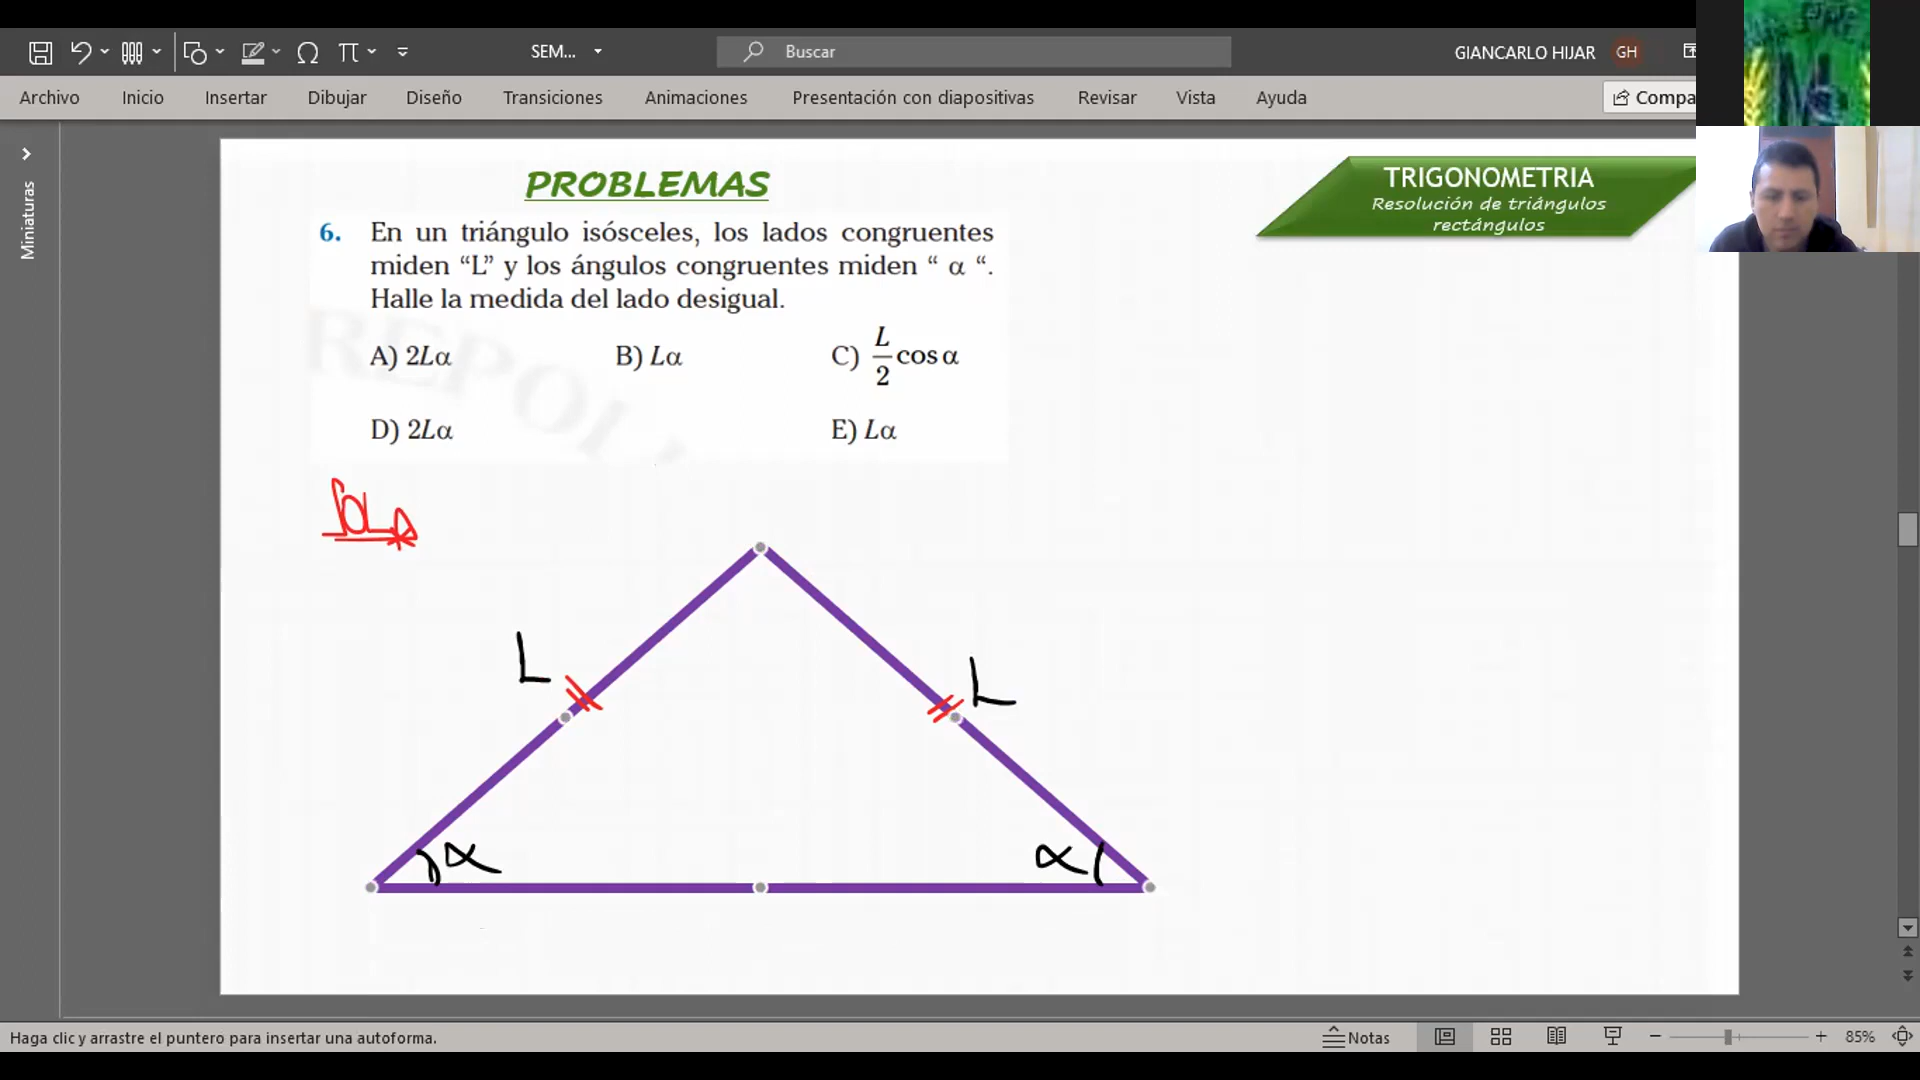 SEM...
Buscar
GIANCARLO HIJAR
GH
Archivo
Inicio
Insertar
Dibujar
Diseño
Transiciones
Animaciones
Presentación con diapositivas
Revisar
Vista
Ayuda
Compa
Miniaturas
PROBLEMAS
TRIGONOMETRIA
Resolución de triángulos
rectángulos
6. En un triángulo isósceles, los lados congruentes
miden “L” y los ángulos congruentes miden “ α “.
Halle la medida del lado desigual.
A) 2Lα
B) Lα
C) L/2 cos α
D) 2Lα
E) Lα
REPOL
SOL
L
L
α
α
Haga clic y arrastre el puntero para insertar una autoforma.
Notas
85%